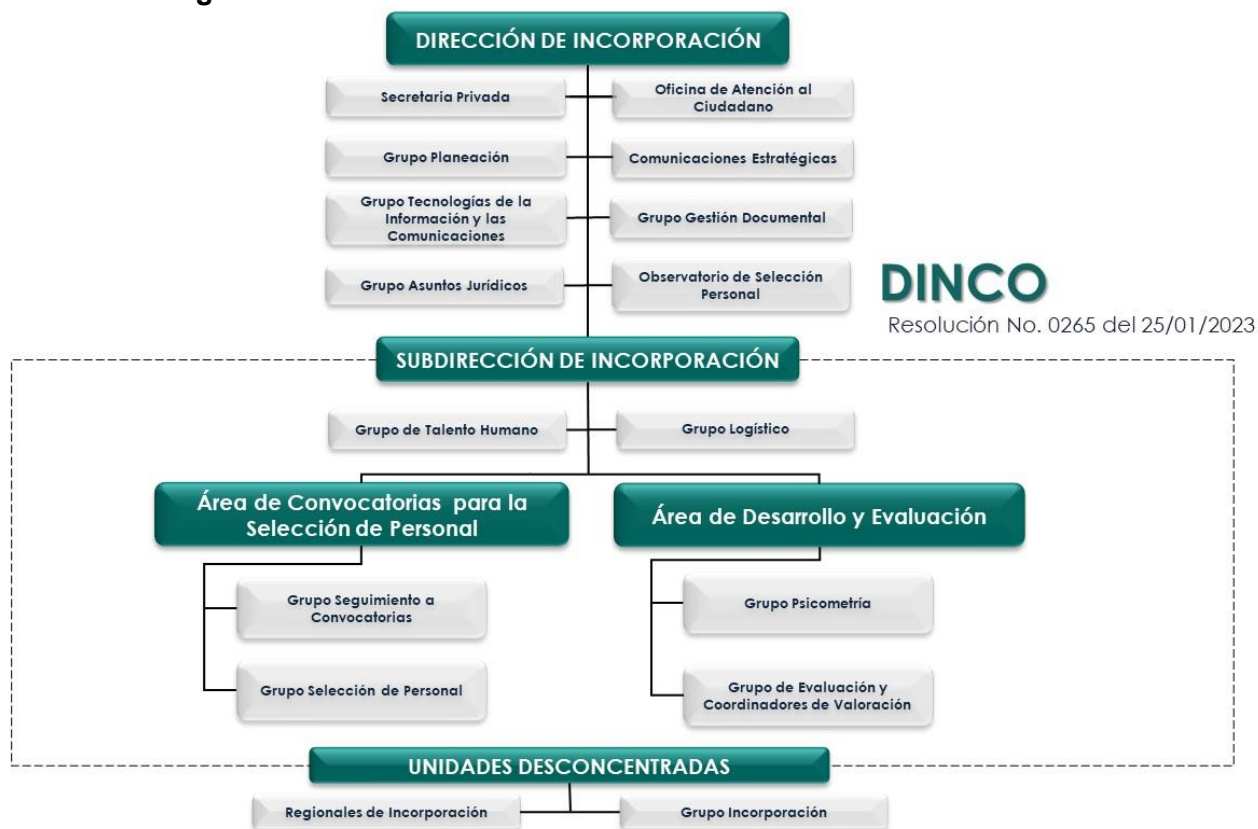 DIRECCIÓN DE INCORPORACIÓN
Secretaria Privada
Oficina de Atención al
Ciudadano
Grupo Planeación
Comunicaciones Estratégicas
Grupo Tecnologías de la
Información y las
Comunicaciones
Grupo Gestión Documental
Grupo Asuntos Jurídicos
Observatorio de Selección
Personal
DINCO
Resolución No. 0265 del 25/01/2023
SUBDIRECCIÓN DE INCORPORACIÓN
Grupo de Talento Humano
Grupo Logístico
Área de Convocatorias para la
Selección de Personal
Área de Desarrollo y Evaluación
Grupo Seguimiento a
Convocatorias
Grupo Psicometría
Grupo Selección de Personal
Grupo de Evaluación y
Coordinadores de Valoración
UNIDADES DESCONCENTRADAS
Regionales de Incorporación
Grupo Incorporación